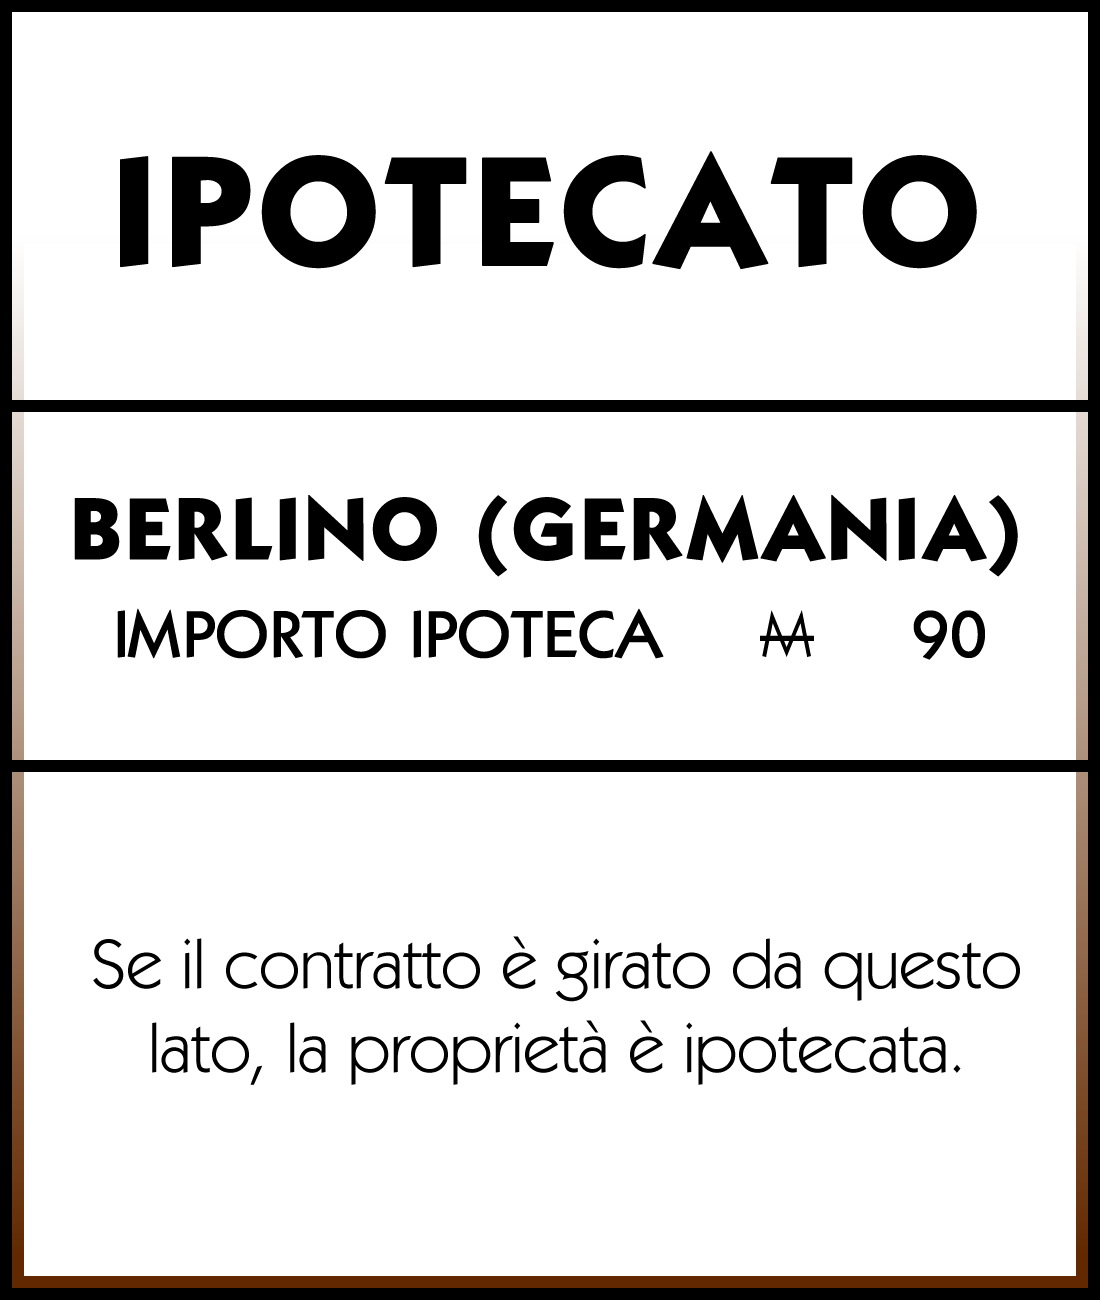 IPOTECATO
BERLINO (GERMANIA)
IMPORTO IPOTECA M 90
Se il contratto è girato da questo
lato, la proprietà è ipotecata.